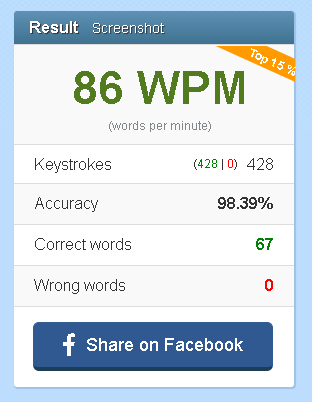 Result Screenshot
Top 15 %
86 WPM
(words per minute)
Keystrokes (428 | 0) 428
Accuracy 98.39%
Correct words 67
Wrong words 0
Share on Facebook